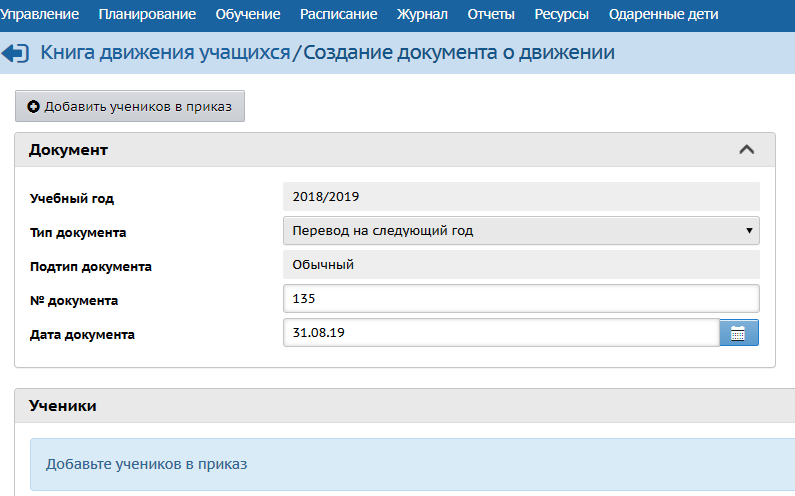 Управление Планирование Обучение Расписание Журнал Отчеты Ресурсы Одаренные дети
Книга движения учащихся/Создание документа о движении
Добавить учеников в приказ
Документ
Учебный год 2018/2019
Тип документа Перевод на следующий год
Подтип документа Обычный
№ документа 135
Дата документа 31.08.19
Ученики
Добавьте учеников в приказ